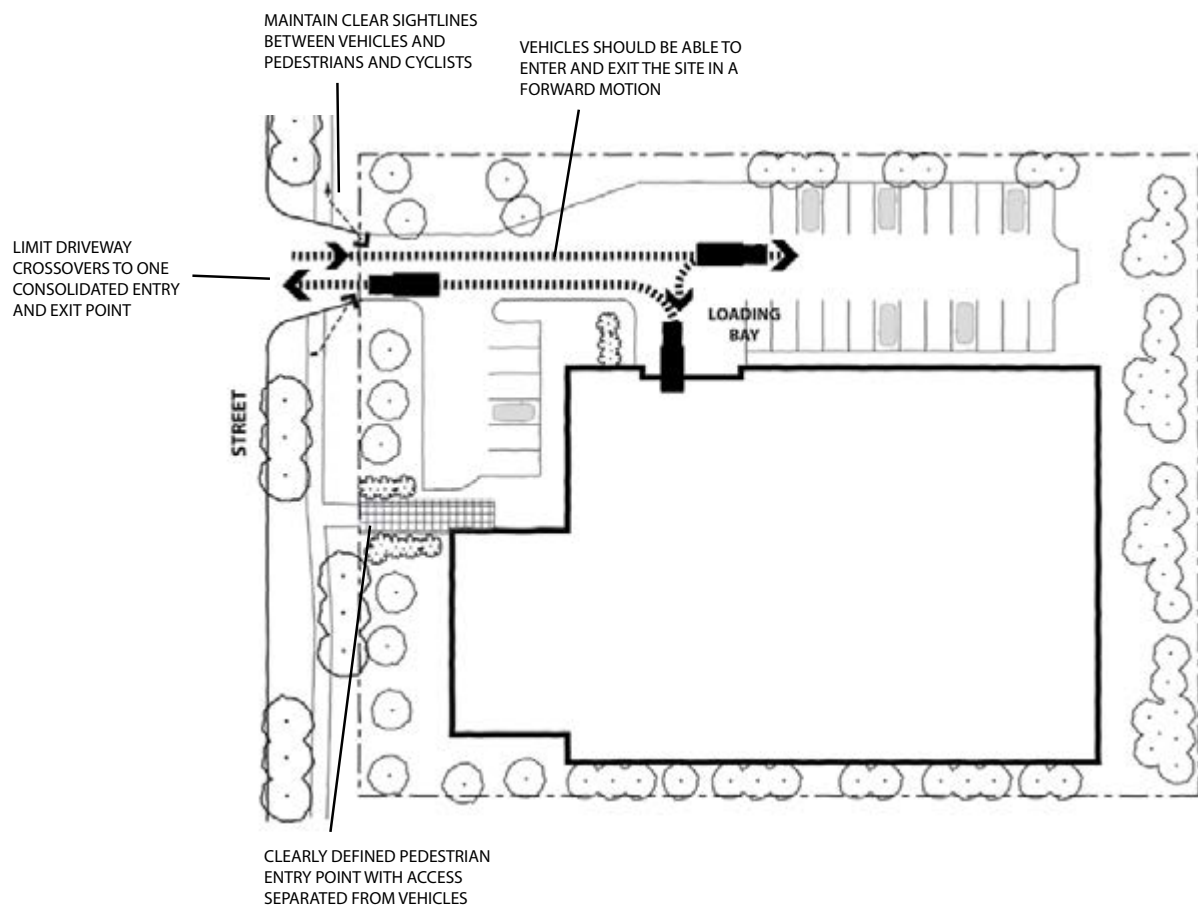 MAINTAIN CLEAR SIGHTLINES
BETWEEN VEHICLES AND
PEDESTRIANS AND CYCLISTS
VEHICLES SHOULD BE ABLE TO
ENTER AND EXIT THE SITE IN A
FORWARD MOTION
LIMIT DRIVEWAY
CROSSOVERS TO ONE
CONSOLIDATED ENTRY
AND EXIT POINT
LOADING
BAY
STREET
CLEARLY DEFINED PEDESTRIAN
ENTRY POINT WITH ACCESS
SEPARATED FROM VEHICLES